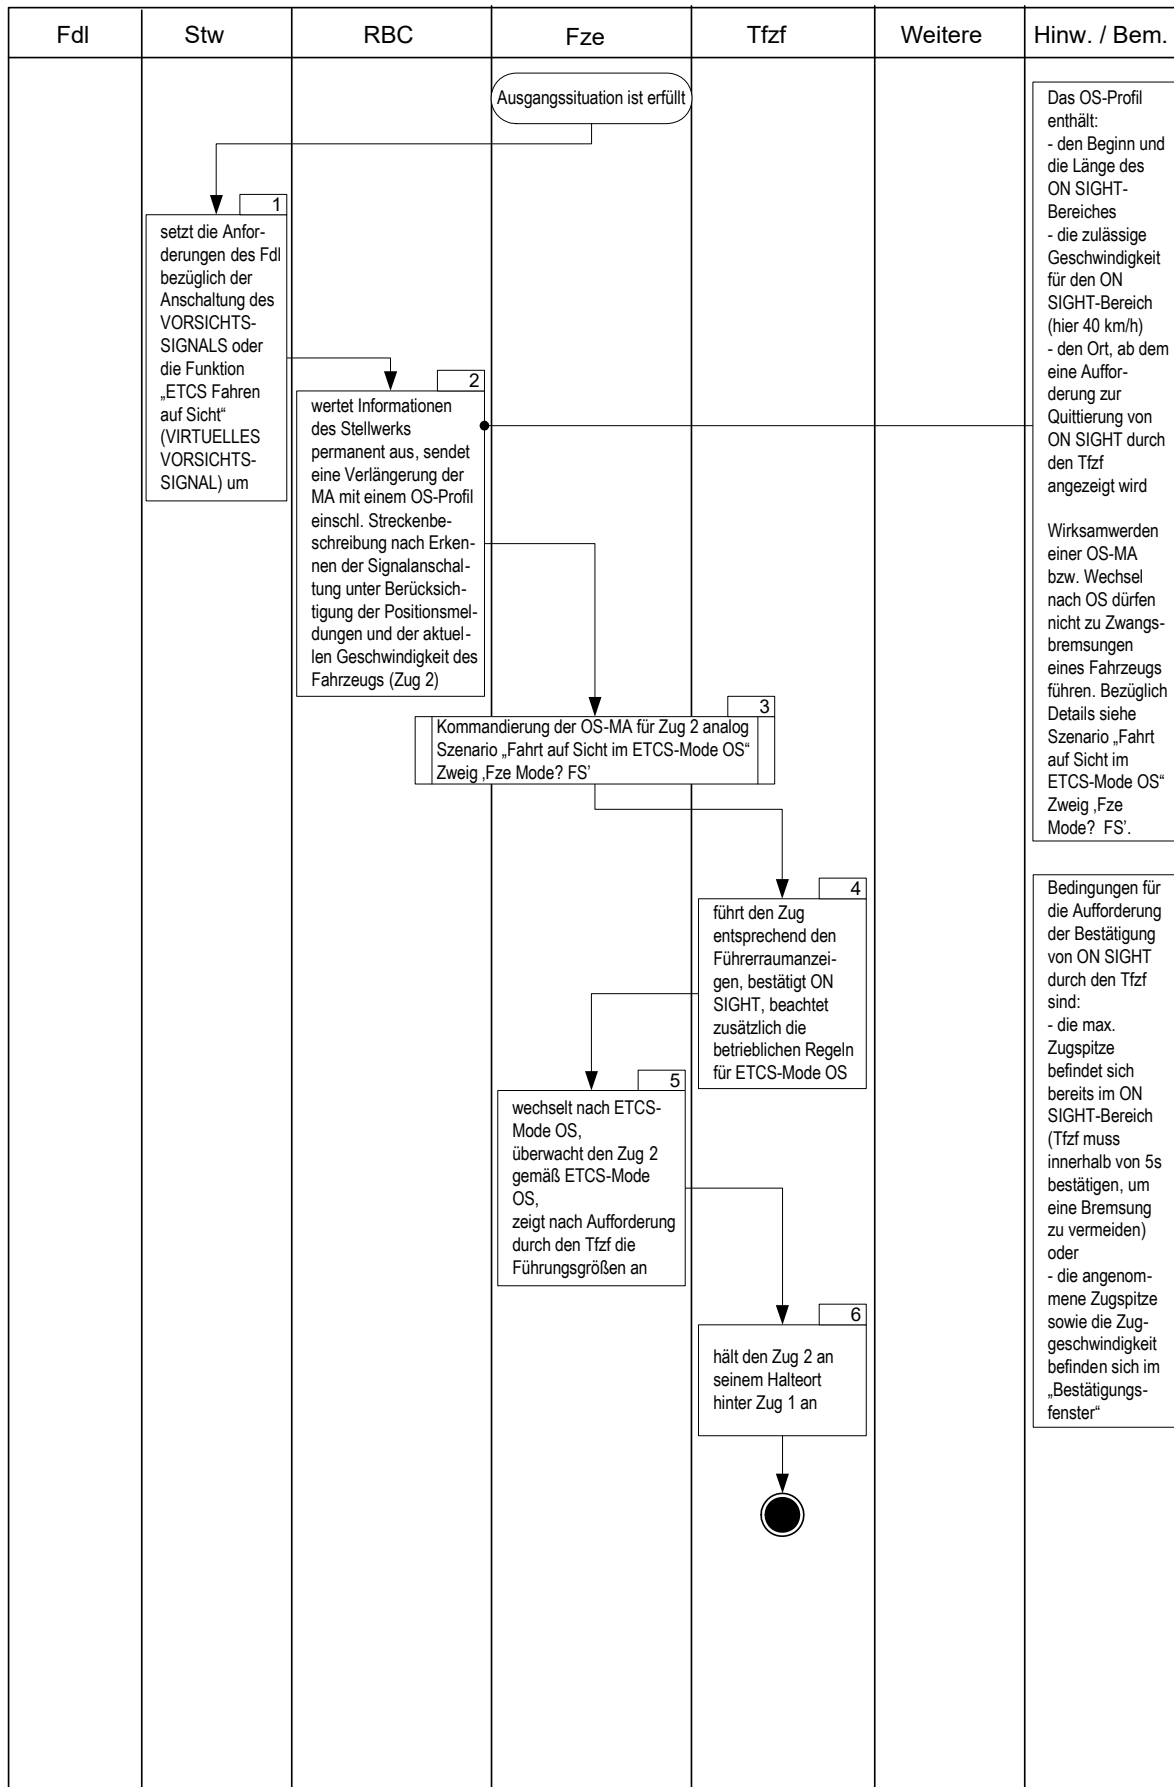 Fdl
Stw
RBC
Fze
Tfzf
Weitere
Hinw. / Bem.
Ausgangssituation ist erfüllt
1
setzt die Anfor-
derungen des Fdl
bezüglich der
Anschaltung des
VORSICHTS-
SIGNALS oder
die Funktion
„ETCS Fahren
auf Sicht“
(VIRTUELLES
VORSICHTS-
SIGNAL) um
2
wertet Informationen
des Stellwerks
permanent aus, sendet
eine Verlängerung der
MA mit einem OS-Profil
einschl. Streckenbe-
schreibung nach Erken-
nen der Signalanschal-
tung unter Berücksich-
tigung der Positionsmel-
dungen und der aktuel-
len Geschwindigkeit des
Fahrzeugs (Zug 2)
3
Kommandierung der OS-MA für Zug 2 analog
Szenario „Fahrt auf Sicht im ETCS-Mode OS“
Zweig ‚Fze Mode? FS’
4
führt den Zug
entsprechend den
Führerraumanzei-
gen, bestätigt ON
SIGHT, beachtet
zusätzlich die
betrieblichen Regeln
für ETCS-Mode OS
5
wechselt nach ETCS-
Mode OS,
überwacht den Zug 2
gemäß ETCS-Mode
OS,
zeigt nach Aufforderung
durch den Tfzf die
Führungsgrößen an
6
hält den Zug 2 an
seinem Halteort
hinter Zug 1 an
Das OS-Profil
enthält:
- den Beginn und
die Länge des
ON SIGHT-
Bereiches
- die zulässige
Geschwindigkeit
für den ON
SIGHT-Bereich
(hier 40 km/h)
- den Ort, ab dem
eine Auffor-
derung zur
Quittierung von
ON SIGHT durch
den Tfzf
angezeigt wird
Wirksamwerden
einer OS-MA
bzw. Wechsel
nach OS dürfen
nicht zu Zwangs-
bremsungen
eines Fahrzeugs
führen. Bezüglich
Details siehe
Szenario „Fahrt
auf Sicht im
ETCS-Mode OS“
Zweig ‚Fze
Mode? FS’.
Bedingungen für
die Aufforderung
der Bestätigung
von ON SIGHT
durch den Tfzf
sind:
- die max.
Zugspitze
befindet sich
bereits im ON
SIGHT-Bereich
(Tfzf muss
innerhalb von 5s
bestätigen, um
eine Bremsung
zu vermeiden)
oder
- die angenom-
mene Zugspitze
sowie die Zug-
geschwindigkeit
befinden sich im
„Bestätigungs-
fenster“